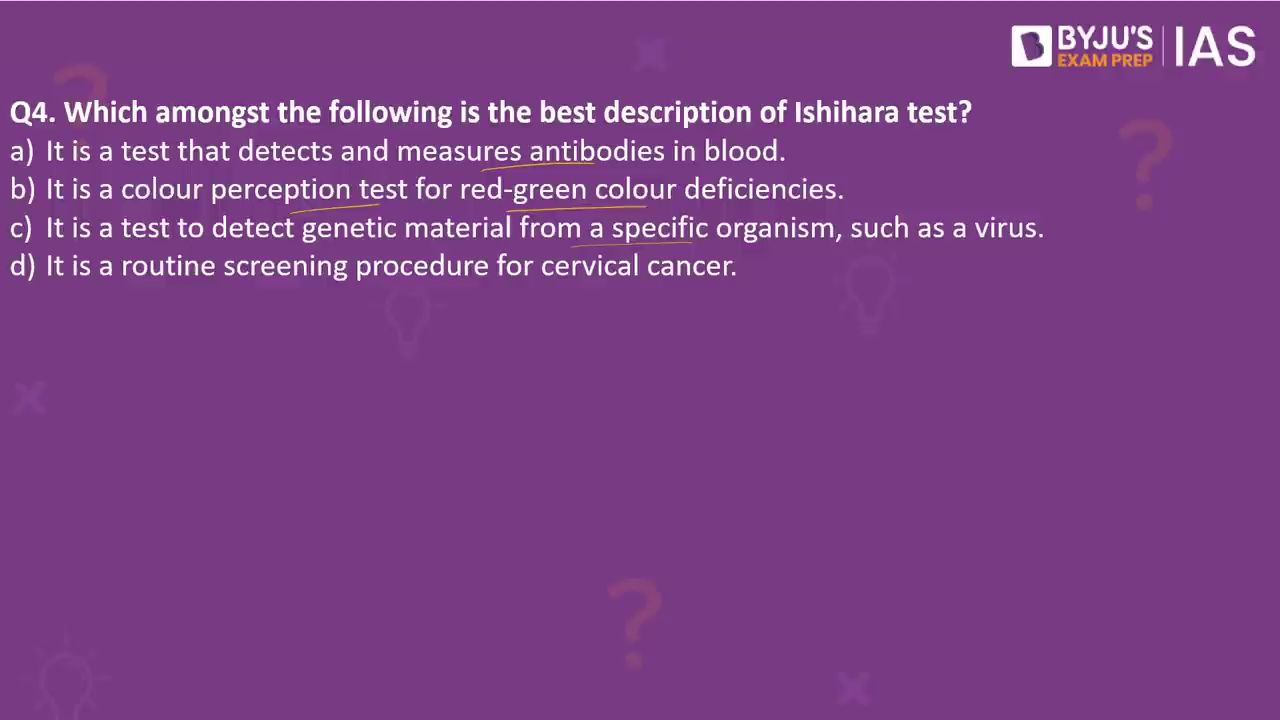 BYJU'S
EXAM PREP
IAS
Q4. Which amongst the following is the best description of Ishihara test?
a) It is a test that detects and measures antibodies in blood.
b) It is a colour perception test for red-green colour deficiencies.
c) It is a test to detect genetic material from a specific organism, such as a virus.
d) It is a routine screening procedure for cervical cancer.